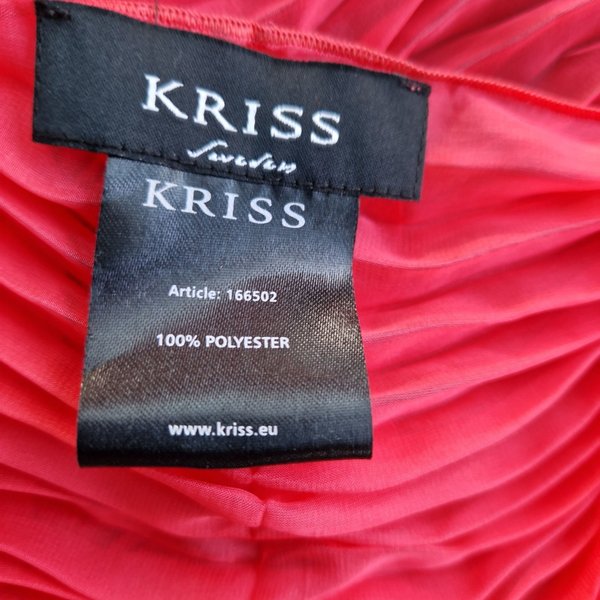 KRISS
Sweden
KRISS
Article: 166502
100% POLYESTER
www.kriss.eu